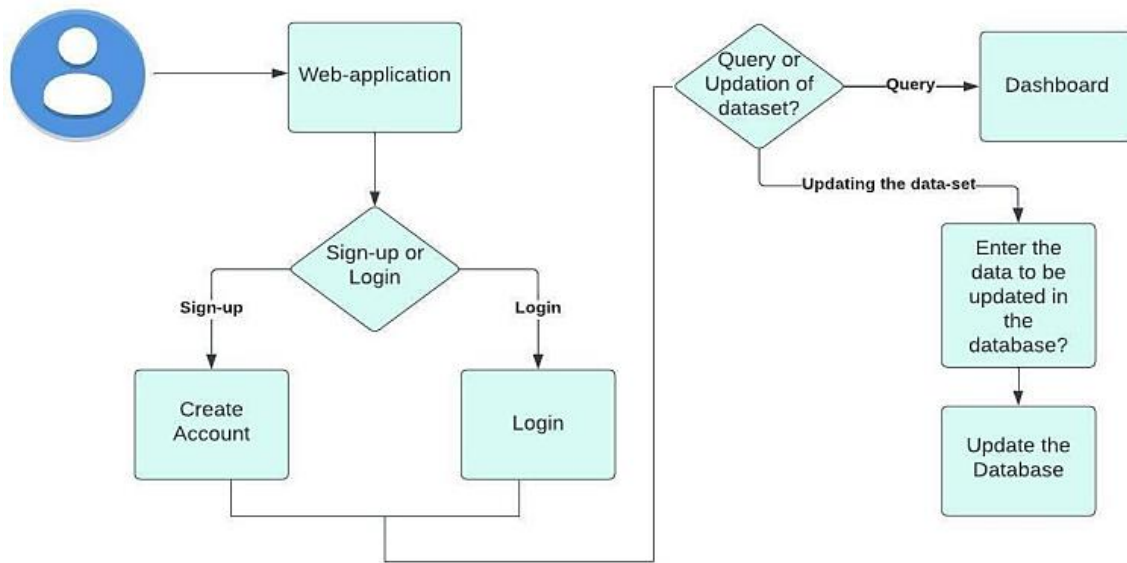 Web-application
Sign-up or
Login
Sign-up
Login
Create
Account
Login
Query or
Updation of
dataset?
Query
Dashboard
Updating the data-set
Enter the
data to be
updated in
the
database?
Update the
Database